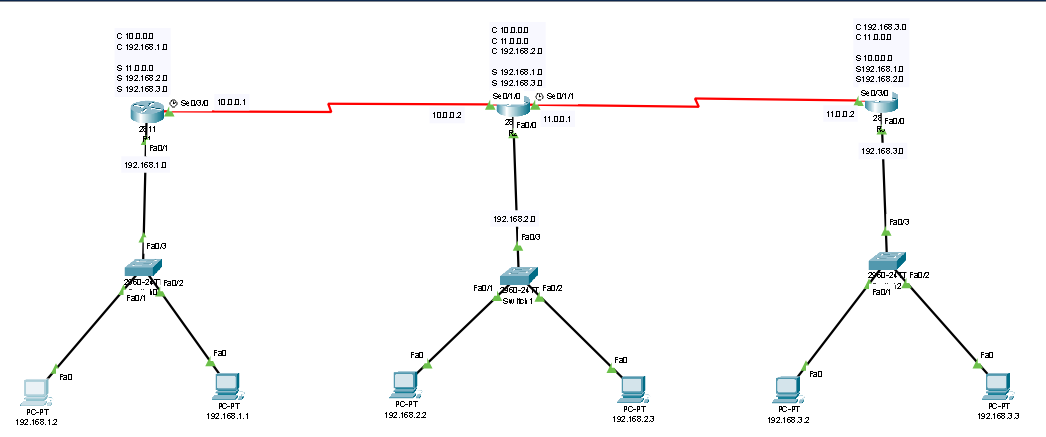 C 10.0.0.0
C 192.168.1.0
S 11.0.0.0
S 192.168.2.0
S 192.168.3.0
C 10.0.0.0
C 11.0.0.0
C 192.168.2.0
S 192.168.1.0
S 192.168.3.0
C 192.168.3.0
C 11.0.0.0
S 10.0.0.0
S192.168.1.0
S192.168.2.0
Se0/3/0
10.0.0.1
Se0/1/0
Se0/1/1
Se0/3/0
10.0.0.2
11.0.0.1
11.0.0.2
2811
Fa0/1
28
Fa0/0
28
Fa0/0
192.168.1.0
192.168.2.0
192.168.3.0
Fa0/3
Fa0/3
Fa0/3
2960-24TT
Fa0/1
Fa0/2
2960-24TT
Switch1
Fa0/1
Fa0/2
2960-24TT
Fa0/1
Fa0/2
Fa0
Fa0
Fa0
Fa0
Fa0
Fa0
PC-PT
192.168.1.2
PC-PT
192.168.1.1
PC-PT
192.168.2.2
PC-PT
192.168.2.3
PC-PT
192.168.3.2
PC-PT
192.168.3.3